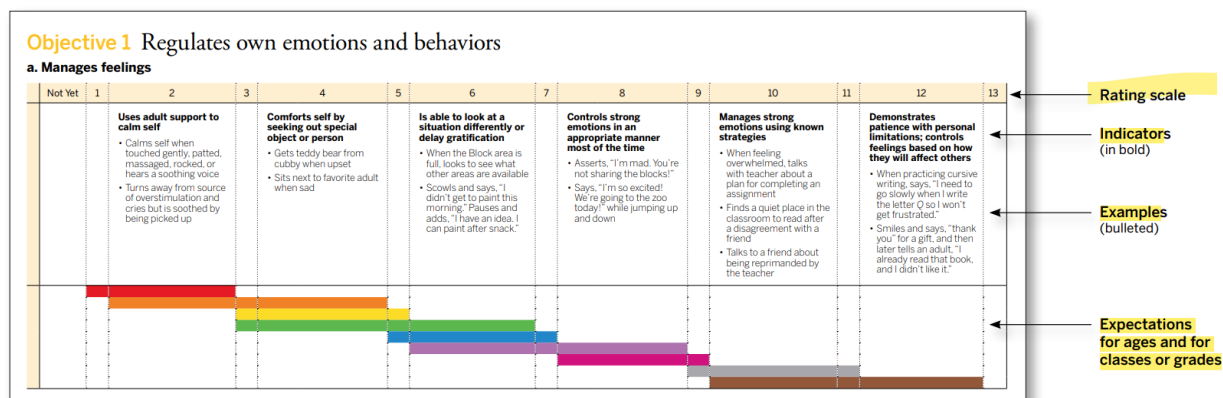 Objective 1 Regulates own emotions and behaviors
a. Manages feelings
Not Yet 1 2 3 4 5 6 7 8 9 10 11 12 13
Uses adult support to
calm self
• Calms self when
touched gently, patted,
massaged, rocked, or
hears a soothing voice
• Turns away from source
of overstimulation and
cries but is soothed by
being picked up
Comforts self by
seeking out special
object or person
• Gets teddy bear from
cubby when upset
• Sits next to favorite adult
when sad
Is able to look at a
situation differently or
delay gratification
• When the Block area is
full, looks to see what
other areas are available
• Scowls and says, “I
didn’t get to paint this
morning.” Pauses and
adds, “I have an idea. I
can paint after snack.”
Controls strong
emotions in an
appropriate manner
most of the time
• Asserts, “I’m mad. You’re
not sharing the blocks!”
• Says, “I’m so excited!
We’re going to the zoo
today!” while jumping up
and down
Manages strong
emotions using known
strategies
• When feeling
overwhelmed, talks
with teacher about a
plan for completing an
assignment
• Finds a quiet place in the
classroom to read after
a disagreement with a
friend
• Talks to a friend about
being reprimanded by
the teacher
Demonstrates
patience with personal
limitations; controls
feelings based on how
they will affect others
• When practicing cursive
writing, says, “I need to
go slowly when I write
the letter Q so I won’t
get frustrated.”
• Smiles and says, “thank
you” for a gift, and then
later tells an adult, “I
already read that book,
and I didn’t like it.”
Rating scale
Indicators
(in bold)
Examples
(bulleted)
Expectations
for ages and for
classes or grades